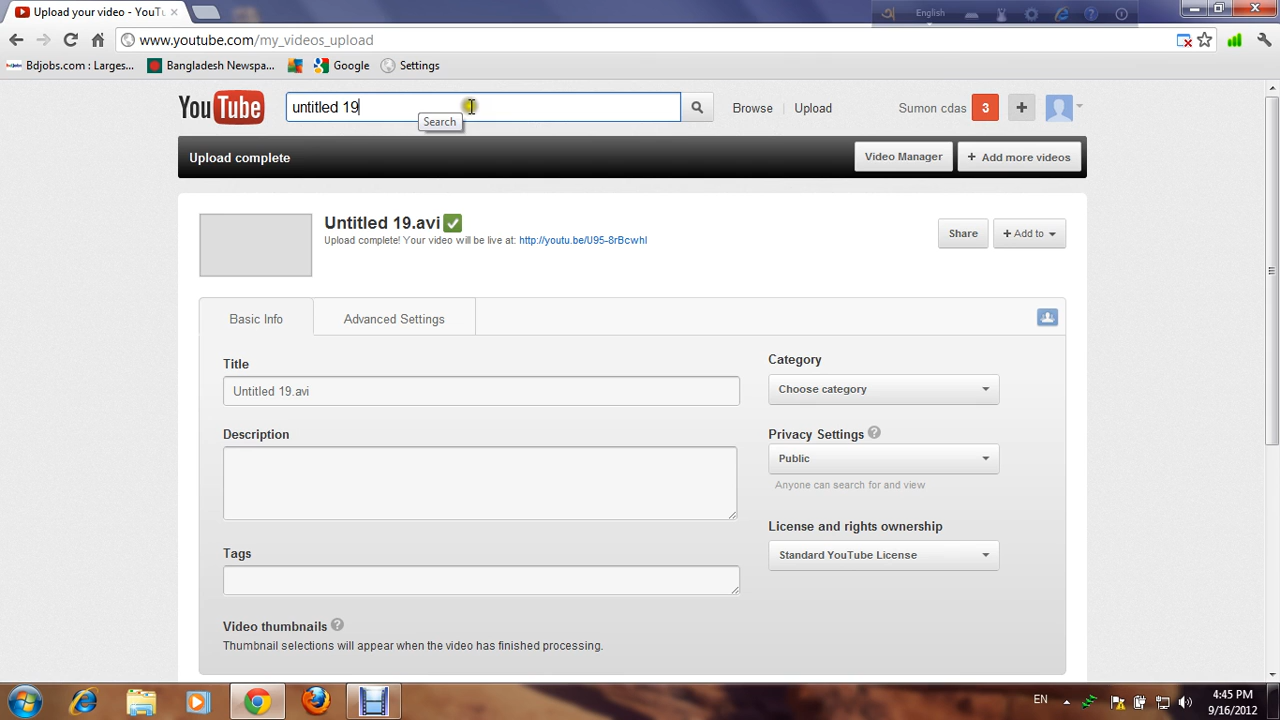 Upload your video - YouTu
English
www.youtube.com/my_videos_upload
Bdjobs.com : Larges... Bangladesh Newspa... Google Settings
YouTube untitled 19 Browse Upload Sumon cdas 3 +
Search
Upload complete Video Manager + Add more videos
Untitled 19.avi Share + Add to
Upload complete! Your video will be live at: http://youtu.be/U95-8rBcwhI
Basic Info Advanced Settings
Title
Untitled 19.avi
Category
Choose category
Description
Privacy Settings ?
Public
Anyone can search for and view
License and rights ownership
Standard YouTube License
Tags
Video thumbnails ?
Thumbnail selections will appear when the video has finished processing.
EN 4:45 PM
9/16/2012